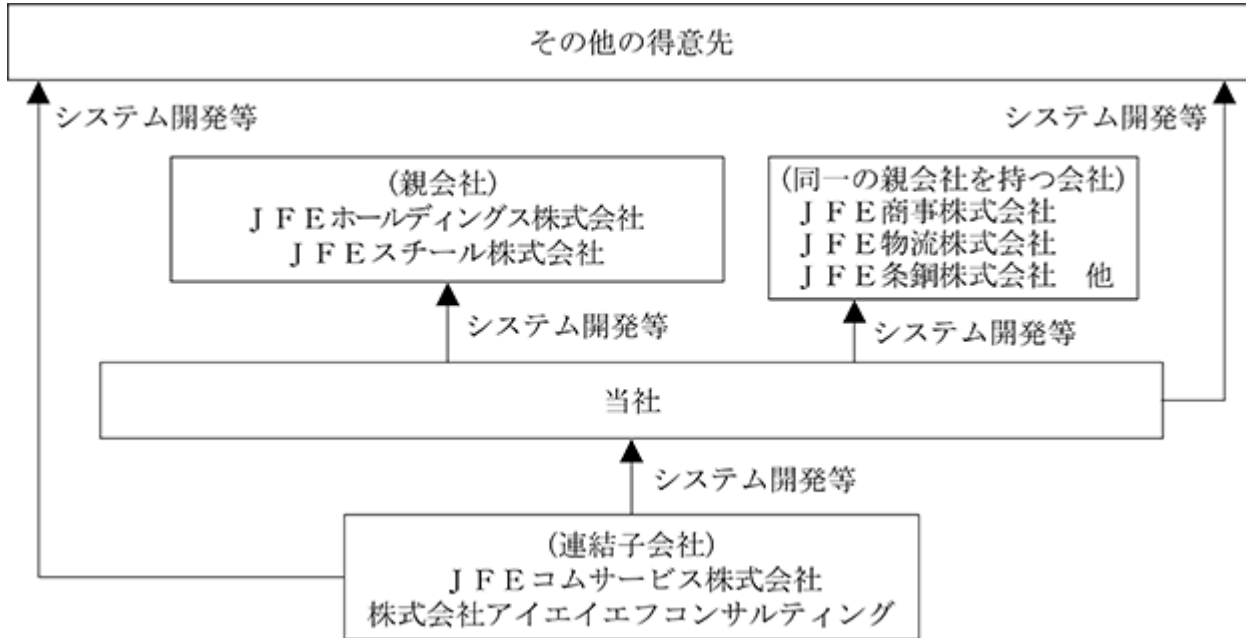 その他の得意先
システム開発等
システム開発等
(親会社)
ＪＦＥホールディングス株式会社
ＪＦＥスチール株式会社
(同一の親会社を持つ会社)
ＪＦＥ商事株式会社
ＪＦＥ物流株式会社
ＪＦＥ条鋼株式会社　他
システム開発等
システム開発等
当社
システム開発等
(連結子会社)
ＪＦＥコムサービス株式会社
株式会社アイエイエフコンサルティング